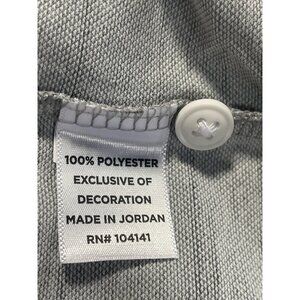 100% POLYESTER
EXCLUSIVE OF
DECORATION
MADE IN JORDAN
RN# 104141